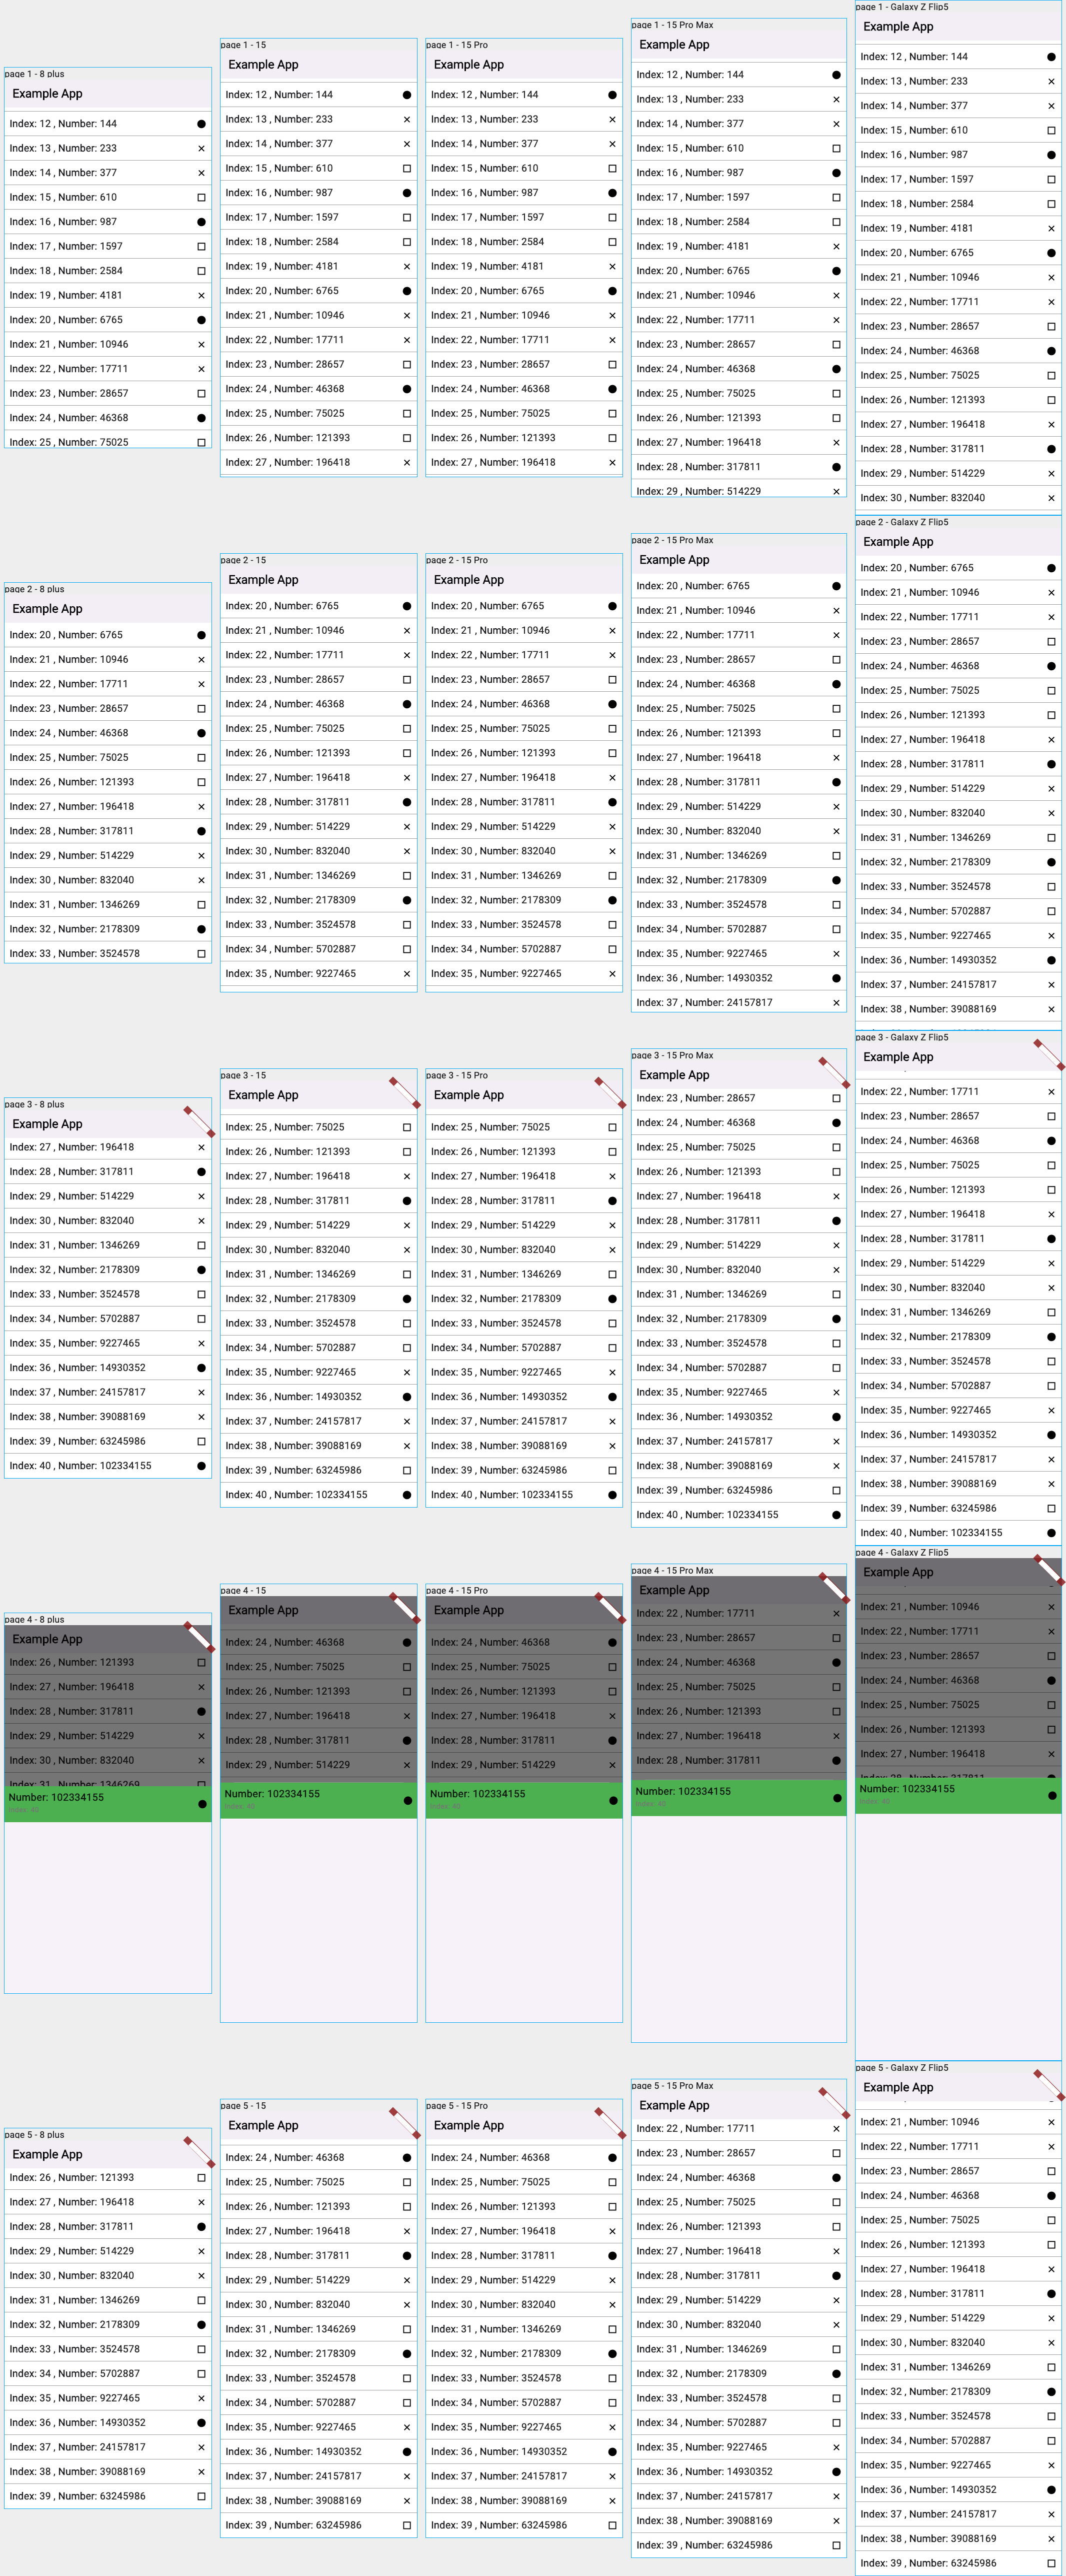 page 1 - 8 plus
Example App
Index: 12 , Number: 144
Index: 13 , Number: 233
Index: 14 , Number: 377
Index: 15 , Number: 610
Index: 16 , Number: 987
Index: 17 , Number: 1597
Index: 18 , Number: 2584
Index: 19 , Number: 4181
Index: 20 , Number: 6765
Index: 21 , Number: 10946
Index: 22 , Number: 17711
Index: 23 , Number: 28657
Index: 24 , Number: 46368
Index: 25 , Number: 75025
page 1 - 15
Example App
Index: 12 , Number: 144
Index: 13 , Number: 233
Index: 14 , Number: 377
Index: 15 , Number: 610
Index: 16 , Number: 987
Index: 17 , Number: 1597
Index: 18 , Number: 2584
Index: 19 , Number: 4181
Index: 20 , Number: 6765
Index: 21 , Number: 10946
Index: 22 , Number: 17711
Index: 23 , Number: 28657
Index: 24 , Number: 46368
Index: 25 , Number: 75025
Index: 26 , Number: 121393
Index: 27 , Number: 196418
page 1 - 15 Pro
Example App
Index: 12 , Number: 144
Index: 13 , Number: 233
Index: 14 , Number: 377
Index: 15 , Number: 610
Index: 16 , Number: 987
Index: 17 , Number: 1597
Index: 18 , Number: 2584
Index: 19 , Number: 4181
Index: 20 , Number: 6765
Index: 21 , Number: 10946
Index: 22 , Number: 17711
Index: 23 , Number: 28657
Index: 24 , Number: 46368
Index: 25 , Number: 75025
Index: 26 , Number: 121393
Index: 27 , Number: 196418
page 1 - 15 Pro Max
Example App
Index: 12 , Number: 144
Index: 13 , Number: 233
Index: 14 , Number: 377
Index: 15 , Number: 610
Index: 16 , Number: 987
Index: 17 , Number: 1597
Index: 18 , Number: 2584
Index: 19 , Number: 4181
Index: 20 , Number: 6765
Index: 21 , Number: 10946
Index: 22 , Number: 17711
Index: 23 , Number: 28657
Index: 24 , Number: 46368
Index: 25 , Number: 75025
Index: 26 , Number: 121393
Index: 27 , Number: 196418
Index: 28 , Number: 317811
Index: 29 , Number: 514229
page 1 - Galaxy Z Flip5
Example App
Index: 12 , Number: 144
Index: 13 , Number: 233
Index: 14 , Number: 377
Index: 15 , Number: 610
Index: 16 , Number: 987
Index: 17 , Number: 1597
Index: 18 , Number: 2584
Index: 19 , Number: 4181
Index: 20 , Number: 6765
Index: 21 , Number: 10946
Index: 22 , Number: 17711
Index: 23 , Number: 28657
Index: 24 , Number: 46368
Index: 25 , Number: 75025
Index: 26 , Number: 121393
Index: 27 , Number: 196418
Index: 28 , Number: 317811
Index: 29 , Number: 514229
Index: 30 , Number: 832040
page 2 - 8 plus
Example App
Index: 20 , Number: 6765
Index: 21 , Number: 10946
Index: 22 , Number: 17711
Index: 23 , Number: 28657
Index: 24 , Number: 46368
Index: 25 , Number: 75025
Index: 26 , Number: 121393
Index: 27 , Number: 196418
Index: 28 , Number: 317811
Index: 29 , Number: 514229
Index: 30 , Number: 832040
Index: 31 , Number: 1346269
Index: 32 , Number: 2178309
Index: 33 , Number: 3524578
page 2 - 15
Example App
Index: 20 , Number: 6765
Index: 21 , Number: 10946
Index: 22 , Number: 17711
Index: 23 , Number: 28657
Index: 24 , Number: 46368
Index: 25 , Number: 75025
Index: 26 , Number: 121393
Index: 27 , Number: 196418
Index: 28 , Number: 317811
Index: 29 , Number: 514229
Index: 30 , Number: 832040
Index: 31 , Number: 1346269
Index: 32 , Number: 2178309
Index: 33 , Number: 3524578
Index: 34 , Number: 5702887
Index: 35 , Number: 9227465
page 2 - 15 Pro
Example App
Index: 20 , Number: 6765
Index: 21 , Number: 10946
Index: 22 , Number: 17711
Index: 23 , Number: 28657
Index: 24 , Number: 46368
Index: 25 , Number: 75025
Index: 26 , Number: 121393
Index: 27 , Number: 196418
Index: 28 , Number: 317811
Index: 29 , Number: 514229
Index: 30 , Number: 832040
Index: 31 , Number: 1346269
Index: 32 , Number: 2178309
Index: 33 , Number: 3524578
Index: 34 , Number: 5702887
Index: 35 , Number: 9227465
page 2 - 15 Pro Max
Example App
Index: 20 , Number: 6765
Index: 21 , Number: 10946
Index: 22 , Number: 17711
Index: 23 , Number: 28657
Index: 24 , Number: 46368
Index: 25 , Number: 75025
Index: 26 , Number: 121393
Index: 27 , Number: 196418
Index: 28 , Number: 317811
Index: 29 , Number: 514229
Index: 30 , Number: 832040
Index: 31 , Number: 1346269
Index: 32 , Number: 2178309
Index: 33 , Number: 3524578
Index: 34 , Number: 5702887
Index: 35 , Number: 9227465
Index: 36 , Number: 14930352
Index: 37 , Number: 24157817
page 2 - Galaxy Z Flip5
Example App
Index: 20 , Number: 6765
Index: 21 , Number: 10946
Index: 22 , Number: 17711
Index: 23 , Number: 28657
Index: 24 , Number: 46368
Index: 25 , Number: 75025
Index: 26 , Number: 121393
Index: 27 , Number: 196418
Index: 28 , Number: 317811
Index: 29 , Number: 514229
Index: 30 , Number: 832040
Index: 31 , Number: 1346269
Index: 32 , Number: 2178309
Index: 33 , Number: 3524578
Index: 34 , Number: 5702887
Index: 35 , Number: 9227465
Index: 36 , Number: 14930352
Index: 37 , Number: 24157817
Index: 38 , Number: 39088169
page 3 - 8 plus
Example App
Index: 27 , Number: 196418
Index: 28 , Number: 317811
Index: 29 , Number: 514229
Index: 30 , Number: 832040
Index: 31 , Number: 1346269
Index: 32 , Number: 2178309
Index: 33 , Number: 3524578
Index: 34 , Number: 5702887
Index: 35 , Number: 9227465
Index: 36 , Number: 14930352
Index: 37 , Number: 24157817
Index: 38 , Number: 39088169
Index: 39 , Number: 63245986
Index: 40 , Number: 102334155
page 3 - 15
Example App
Index: 25 , Number: 75025
Index: 26 , Number: 121393
Index: 27 , Number: 196418
Index: 28 , Number: 317811
Index: 29 , Number: 514229
Index: 30 , Number: 832040
Index: 31 , Number: 1346269
Index: 32 , Number: 2178309
Index: 33 , Number: 3524578
Index: 34 , Number: 5702887
Index: 35 , Number: 9227465
Index: 36 , Number: 14930352
Index: 37 , Number: 24157817
Index: 38 , Number: 39088169
Index: 39 , Number: 63245986
Index: 40 , Number: 102334155
page 3 - 15 Pro
Example App
Index: 25 , Number: 75025
Index: 26 , Number: 121393
Index: 27 , Number: 196418
Index: 28 , Number: 317811
Index: 29 , Number: 514229
Index: 30 , Number: 832040
Index: 31 , Number: 1346269
Index: 32 , Number: 2178309
Index: 33 , Number: 3524578
Index: 34 , Number: 5702887
Index: 35 , Number: 9227465
Index: 36 , Number: 14930352
Index: 37 , Number: 24157817
Index: 38 , Number: 39088169
Index: 39 , Number: 63245986
Index: 40 , Number: 102334155
page 3 - 15 Pro Max
Example App
Index: 23 , Number: 28657
Index: 24 , Number: 46368
Index: 25 , Number: 75025
Index: 26 , Number: 121393
Index: 27 , Number: 196418
Index: 28 , Number: 317811
Index: 29 , Number: 514229
Index: 30 , Number: 832040
Index: 31 , Number: 1346269
Index: 32 , Number: 2178309
Index: 33 , Number: 3524578
Index: 34 , Number: 5702887
Index: 35 , Number: 9227465
Index: 36 , Number: 14930352
Index: 37 , Number: 24157817
Index: 38 , Number: 39088169
Index: 39 , Number: 63245986
Index: 40 , Number: 102334155
page 3 - Galaxy Z Flip5
Example App
Index: 22 , Number: 17711
Index: 23 , Number: 28657
Index: 24 , Number: 46368
Index: 25 , Number: 75025
Index: 26 , Number: 121393
Index: 27 , Number: 196418
Index: 28 , Number: 317811
Index: 29 , Number: 514229
Index: 30 , Number: 832040
Index: 31 , Number: 1346269
Index: 32 , Number: 2178309
Index: 33 , Number: 3524578
Index: 34 , Number: 5702887
Index: 35 , Number: 9227465
Index: 36 , Number: 14930352
Index: 37 , Number: 24157817
Index: 38 , Number: 39088169
Index: 39 , Number: 63245986
Index: 40 , Number: 102334155
page 4 - 8 plus
Example App
Index: 26 , Number: 121393
Index: 27 , Number: 196418
Index: 28 , Number: 317811
Index: 29 , Number: 514229
Index: 30 , Number: 832040
Index: 31 , Number: 1346269
Number: 102334155
Index: 40
page 4 - 15
Example App
Index: 24 , Number: 46368
Index: 25 , Number: 75025
Index: 26 , Number: 121393
Index: 27 , Number: 196418
Index: 28 , Number: 317811
Index: 29 , Number: 514229
Number: 102334155
Index: 40
page 4 - 15 Pro
Example App
Index: 24 , Number: 46368
Index: 25 , Number: 75025
Index: 26 , Number: 121393
Index: 27 , Number: 196418
Index: 28 , Number: 317811
Index: 29 , Number: 514229
Number: 102334155
Index: 40
page 4 - 15 Pro Max
Example App
Index: 22 , Number: 17711
Index: 23 , Number: 28657
Index: 24 , Number: 46368
Index: 25 , Number: 75025
Index: 26 , Number: 121393
Index: 27 , Number: 196418
Index: 28 , Number: 317811
Number: 102334155
Index: 40
page 4 - Galaxy Z Flip5
Example App
Index: 21 , Number: 10946
Index: 22 , Number: 17711
Index: 23 , Number: 28657
Index: 24 , Number: 46368
Index: 25 , Number: 75025
Index: 26 , Number: 121393
Index: 27 , Number: 196418
Index: 28 , Number: 317811
Number: 102334155
Index: 40
page 5 - 8 plus
Example App
Index: 26 , Number: 121393
Index: 27 , Number: 196418
Index: 28 , Number: 317811
Index: 29 , Number: 514229
Index: 30 , Number: 832040
Index: 31 , Number: 1346269
Index: 32 , Number: 2178309
Index: 33 , Number: 3524578
Index: 34 , Number: 5702887
Index: 35 , Number: 9227465
Index: 36 , Number: 14930352
Index: 37 , Number: 24157817
Index: 38 , Number: 39088169
Index: 39 , Number: 63245986
page 5 - 15
Example App
Index: 24 , Number: 46368
Index: 25 , Number: 75025
Index: 26 , Number: 121393
Index: 27 , Number: 196418
Index: 28 , Number: 317811
Index: 29 , Number: 514229
Index: 30 , Number: 832040
Index: 31 , Number: 1346269
Index: 32 , Number: 2178309
Index: 33 , Number: 3524578
Index: 34 , Number: 5702887
Index: 35 , Number: 9227465
Index: 36 , Number: 14930352
Index: 37 , Number: 24157817
Index: 38 , Number: 39088169
Index: 39 , Number: 63245986
page 5 - 15 Pro
Example App
Index: 24 , Number: 46368
Index: 25 , Number: 75025
Index: 26 , Number: 121393
Index: 27 , Number: 196418
Index: 28 , Number: 317811
Index: 29 , Number: 514229
Index: 30 , Number: 832040
Index: 31 , Number: 1346269
Index: 32 , Number: 2178309
Index: 33 , Number: 3524578
Index: 34 , Number: 5702887
Index: 35 , Number: 9227465
Index: 36 , Number: 14930352
Index: 37 , Number: 24157817
Index: 38 , Number: 39088169
Index: 39 , Number: 63245986
page 5 - 15 Pro Max
Example App
Index: 22 , Number: 17711
Index: 23 , Number: 28657
Index: 24 , Number: 46368
Index: 25 , Number: 75025
Index: 26 , Number: 121393
Index: 27 , Number: 196418
Index: 28 , Number: 317811
Index: 29 , Number: 514229
Index: 30 , Number: 832040
Index: 31 , Number: 1346269
Index: 32 , Number: 2178309
Index: 33 , Number: 3524578
Index: 34 , Number: 5702887
Index: 35 , Number: 9227465
Index: 36 , Number: 14930352
Index: 37 , Number: 24157817
Index: 38 , Number: 39088169
Index: 39 , Number: 63245986
page 5 - Galaxy Z Flip5
Example App
Index: 21 , Number: 10946
Index: 22 , Number: 17711
Index: 23 , Number: 28657
Index: 24 , Number: 46368
Index: 25 , Number: 75025
Index: 26 , Number: 121393
Index: 27 , Number: 196418
Index: 28 , Number: 317811
Index: 29 , Number: 514229
Index: 30 , Number: 832040
Index: 31 , Number: 1346269
Index: 32 , Number: 2178309
Index: 33 , Number: 3524578
Index: 34 , Number: 5702887
Index: 35 , Number: 9227465
Index: 36 , Number: 14930352
Index: 37 , Number: 24157817
Index: 38 , Number: 39088169
Index: 39 , Number: 63245986